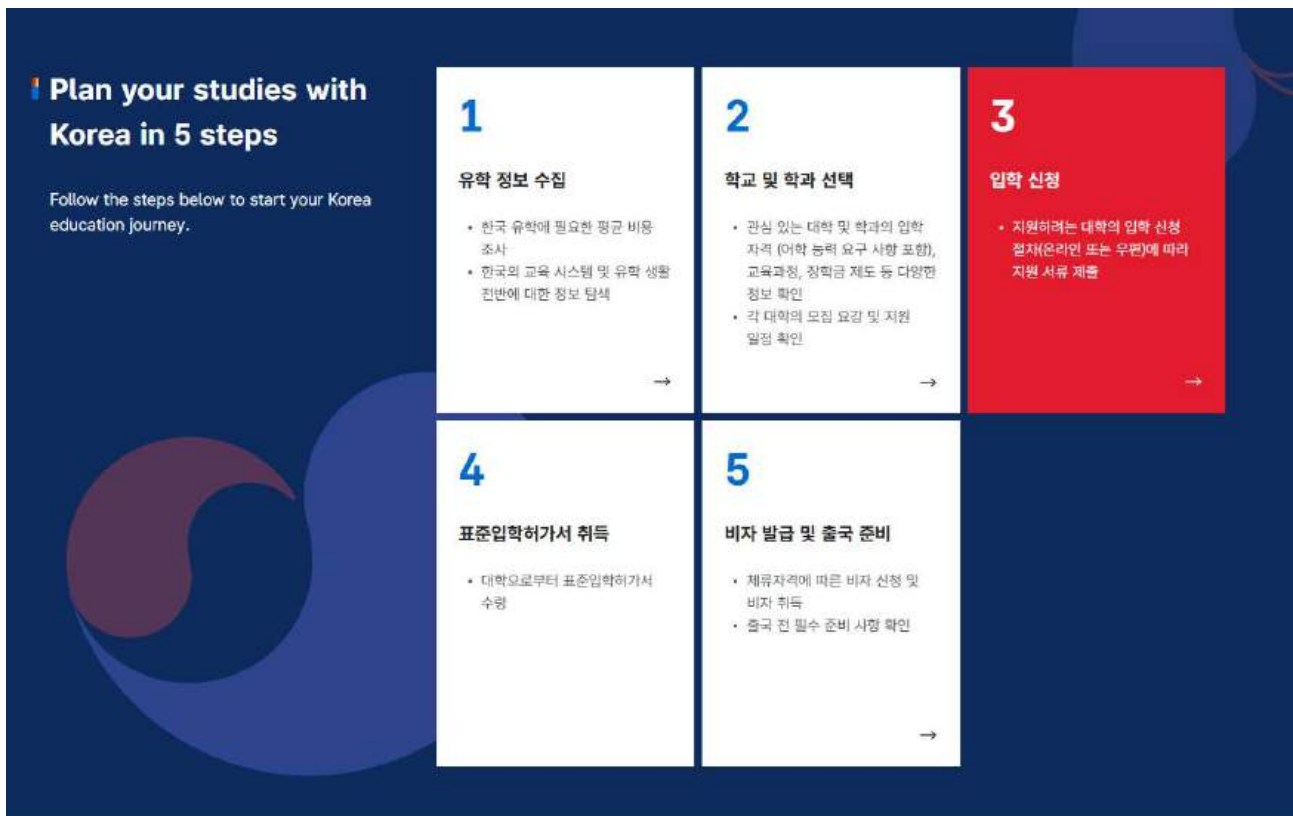 Plan your studies with
Korea in 5 steps
Follow the steps below to start your Korea
education journey.
1
유학 정보 수집
• 한국 유학에 필요한 평균 비용
조사
• 한국의 교육 시스템 및 유학 생활
전반에 대한 정보 탐색
→
2
학교 및 학과 선택
• 관심 있는 대학 및 학과의 입학
자격 (어학 능력 요구 사항 포함),
교육과정, 장학금 제도 등 다양한
정보 확인
• 각 대학의 모집 요강 및 지원
일정 확인
→
3
입학 신청
• 지원하려는 대학의 입학 신청
절차(온라인 또는 우편)에 따라
지원 서류 제출
→
4
표준입학허가서 취득
• 대학으로부터 표준입학허가서
수령
5
비자 발급 및 출국 준비
• 체류자격에 따른 비자 신청 및
비자 취득
• 출국 전 필수 준비 사항 확인
→